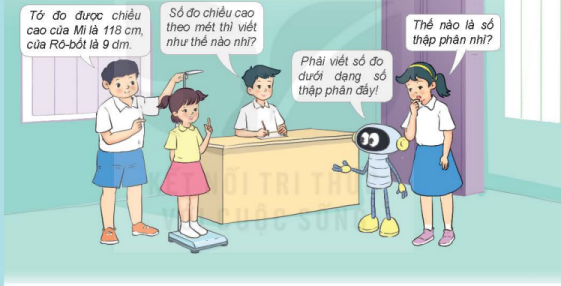 Tớ đo được chiều
cao của Mi là 118 cm,
của Rô-bốt là 9 dm.
Số đo chiều cao
theo mét thì viết
như thế nào nhỉ?
Phải viết số đo
dưới dạng số
thập phân đấy!
Thế nào là số
thập phân nhỉ?
KẾT NỐI TRI THỨC
VỚI CUỘC SỐNG